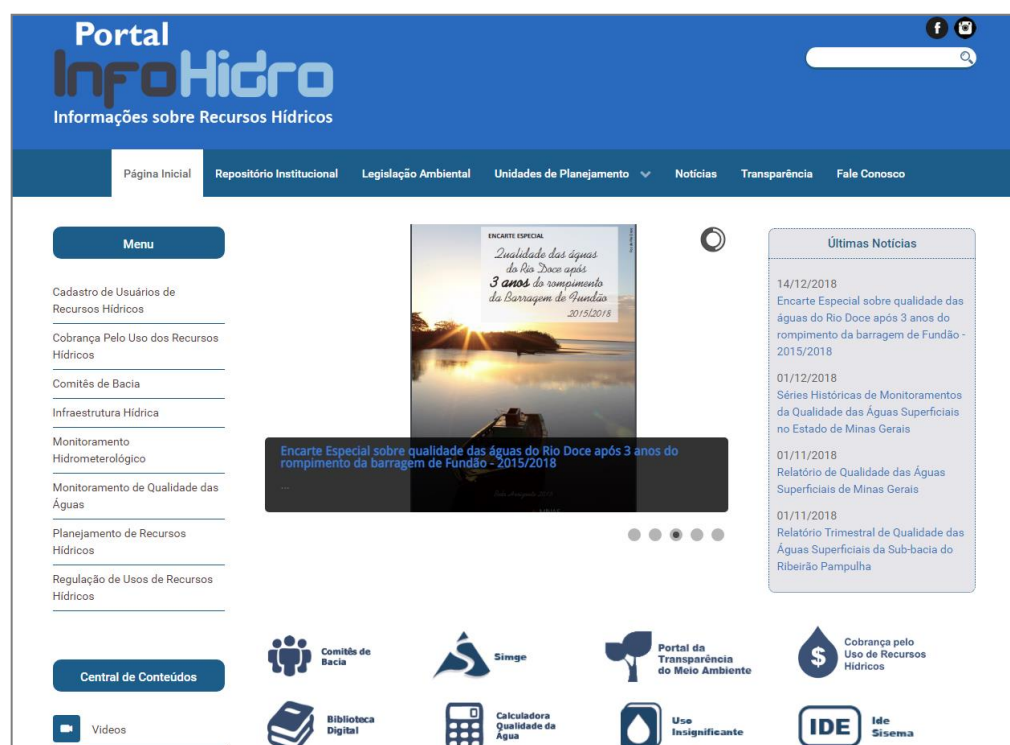 Portal
InfoHidro
Informações sobre Recursos Hídricos
Página Inicial
Repositório Institucional
Legislação Ambiental
Unidades de Planejamento
Notícias
Transparência
Fale Conosco
Menu
Cadastro de Usuários de
Recursos Hídricos
Cobrança Pelo Uso dos Recursos
Hídricos
Comitês de Bacia
Infraestrutura Hídrica
Monitoramento
Hidrometerológico
Monitoramento de Qualidade das
Águas
Planejamento de Recursos
Hídricos
Regulação de Usos de Recursos
Hídricos
Central de Conteúdos
Videos
ENCARTE ESPECIAL
Qualidade das águas
do Rio Doce após
3 anos do rompimento
da Barragem de Fundão
2015/2018
Encarte Especial sobre qualidade das águas do Rio Doce após 3 anos do
rompimento da barragem de Fundão - 2015/2018
...
Últimas Notícias
14/12/2018
Encarte Especial sobre qualidade das
águas do Rio Doce após 3 anos do
rompimento da barragem de Fundão -
2015/2018
01/12/2018
Séries Históricas de Monitoramentos
da Qualidade das Águas Superficiais
no Estado de Minas Gerais
01/11/2018
Relatório de Qualidade das Águas
Superficiais de Minas Gerais
01/11/2018
Relatório Trimestral de Qualidade das
Águas Superficiais da Sub-bacia do
Ribeirão Pampulha
Comitês de
Bacia
Simge
Portal da
Transparência
do Meio Ambiente
$
Cobrança pelo
Uso de Recursos
Hídricos
Biblioteca
Digital
Calculadora
Qualidade da
Água
Uso
Insignificante
IDE
Ide
Sisema